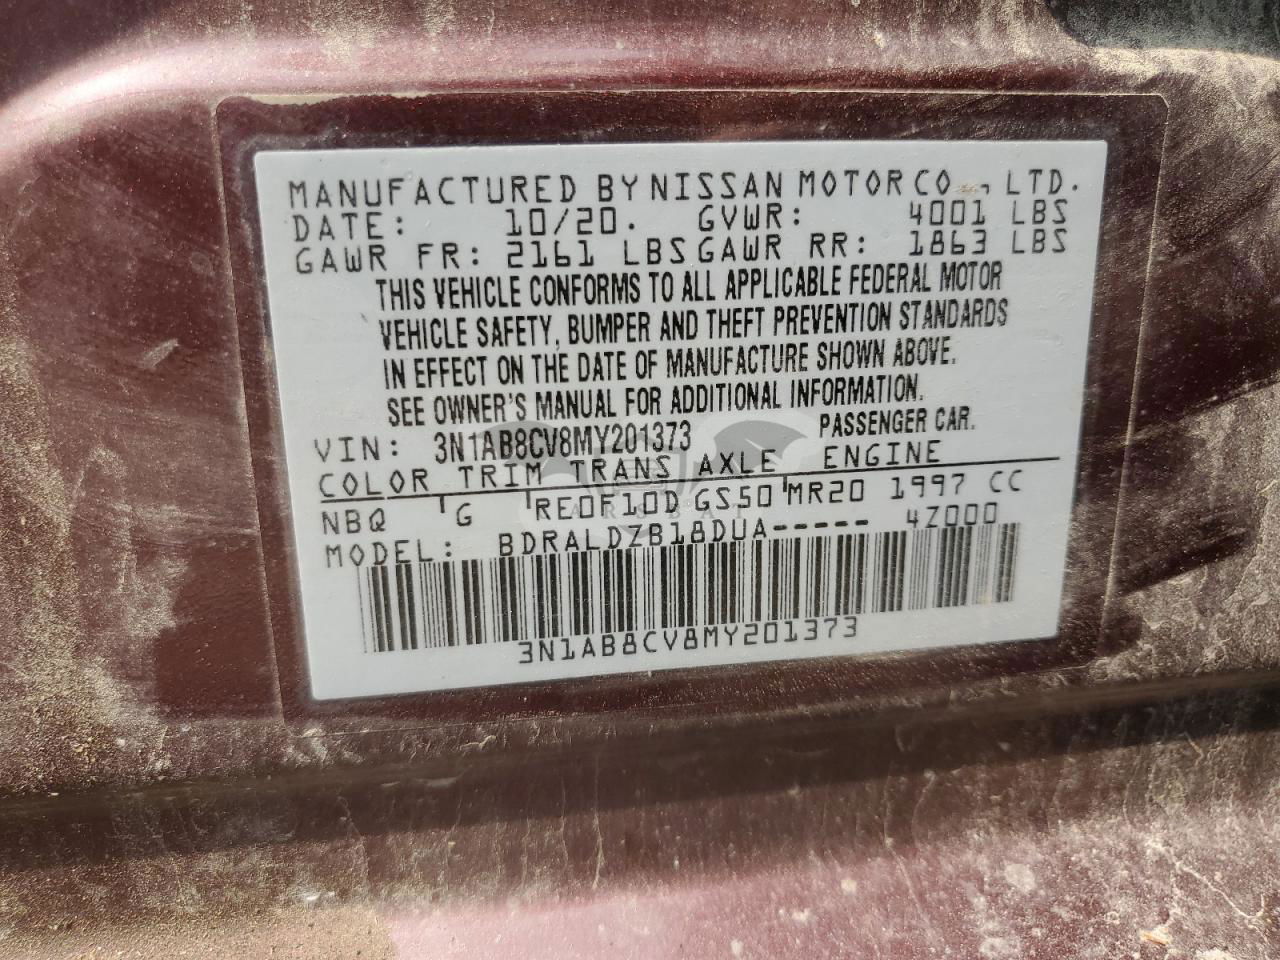 MANUFACTURED BY NISSAN MOTOR CO., LTD.
DATE: 10/20. GVWR: 4001 LBS
GAWR FR: 2161 LBS GAWR RR: 1863 LBS
THIS VEHICLE CONFORMS TO ALL APPLICABLE FEDERAL MOTOR
VEHICLE SAFETY, BUMPER AND THEFT PREVENTION STANDARDS
IN EFFECT ON THE DATE OF MANUFACTURE SHOWN ABOVE.
SEE OWNER'S MANUAL FOR ADDITIONAL INFORMATION.
VIN: 3N1AB8CV8MY201373 PASSENGER CAR.
COLOR TRIM TRANS AXLE ENGINE
NBQ G RE0F10D GS50 MR20 1997 CC
MODEL: BDRALDZB18DUA----- 4Z000
3N1AB8CV8MY201373